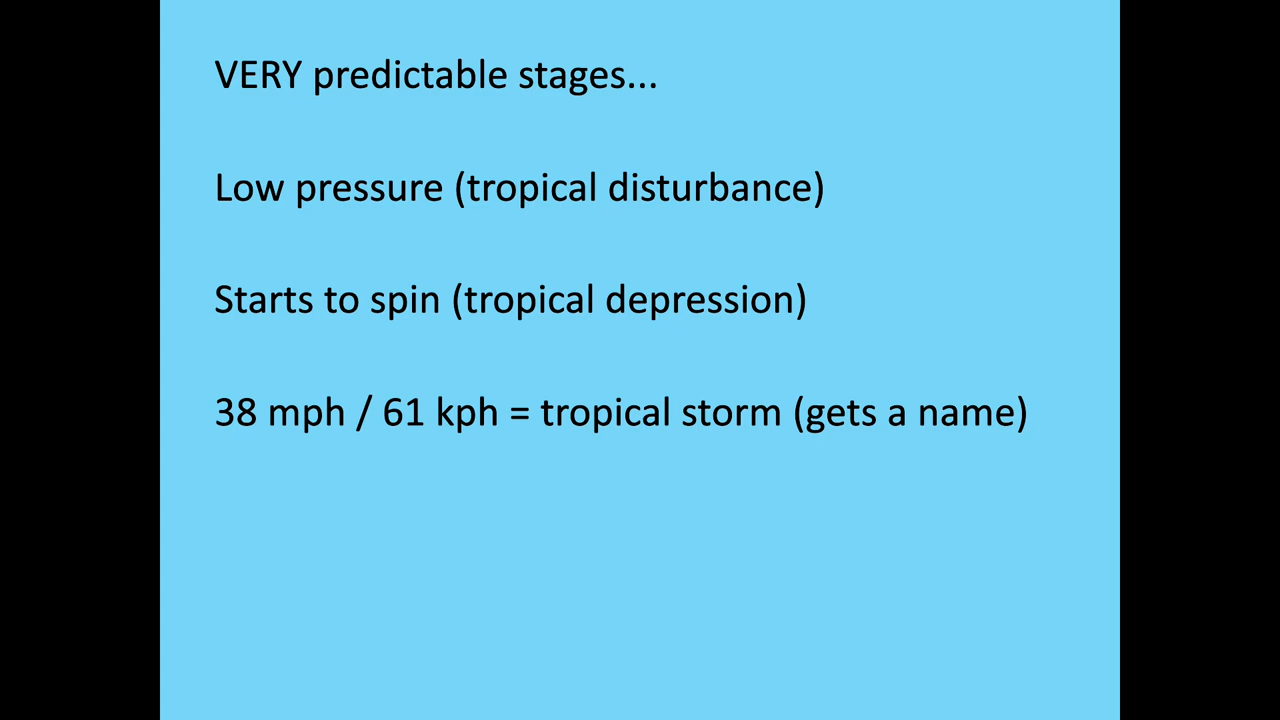 VERY predictable stages...
Low pressure (tropical disturbance)
Starts to spin (tropical depression)
38 mph / 61 kph = tropical storm (gets a name)